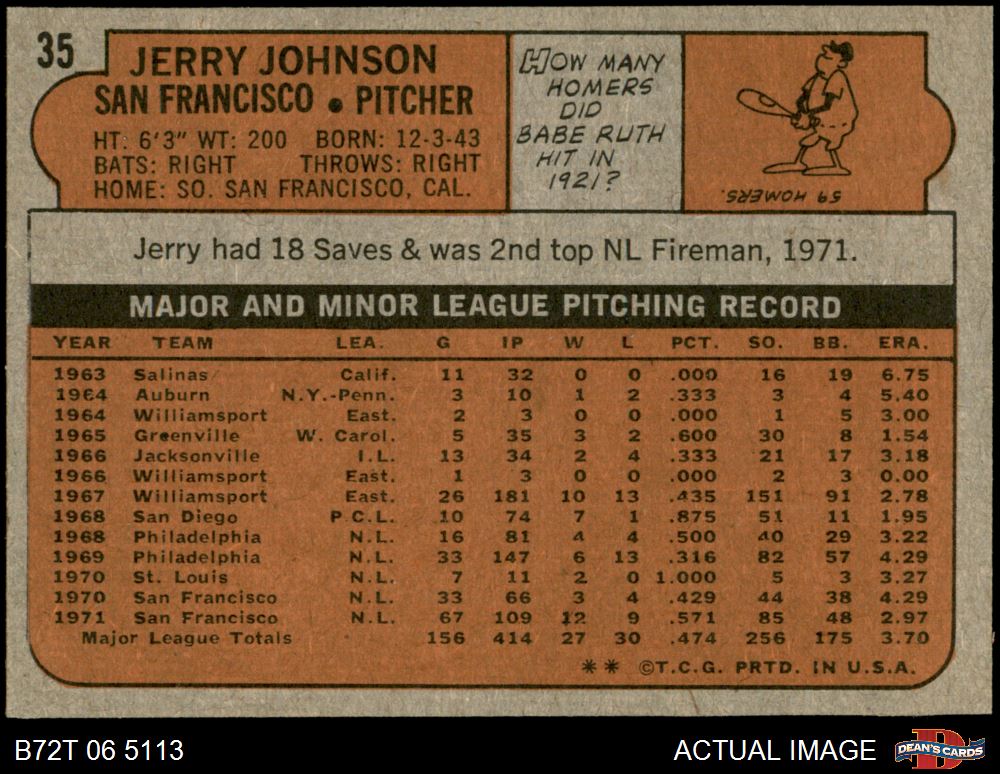 35
JERRY JOHNSON
SAN FRANCISCO • PITCHER
HT: 6'3" WT: 200 BORN: 12-3-43
BATS: RIGHT THROWS: RIGHT
HOME: SO. SAN FRANCISCO, CAL.
HOW MANY
HOMERS
DID
BABE RUTH
HIT IN
1921?
59 HOMERS.
Jerry had 18 Saves & was 2nd top NL Fireman, 1971.
MAJOR AND MINOR LEAGUE PITCHING RECORD
YEAR TEAM LEA. G IP W L PCT. SO. BB. ERA.
1963 Salinas Calif. 11 32 0 0 .000 16 19 6.75
1964 Auburn N.Y.-Penn. 3 10 1 2 .333 3 4 5.40
1964 Williamsport East. 2 3 0 0 .000 1 5 3.00
1965 Greenville W. Carol. 5 35 3 2 .600 30 8 1.54
1966 Jacksonville I.L. 13 34 2 4 .333 21 17 3.18
1966 Williamsport East. 1 3 0 0 .000 2 3 0.00
1967 Williamsport East. 26 181 10 13 .435 151 91 2.78
1968 San Diego P.C.L. 10 74 7 1 .875 51 11 1.95
1968 Philadelphia N.L. 16 81 4 4 .500 40 29 3.22
1969 Philadelphia N.L. 33 147 6 13 .316 82 57 4.29
1970 St. Louis N.L. 7 11 2 0 1.000 5 3 3.27
1970 San Francisco N.L. 33 66 3 4 .429 44 38 4.29
1971 San Francisco N.L. 67 109 12 9 .571 85 48 2.97
Major League Totals 156 414 27 30 .474 256 175 3.70
** ©T.C.G. PRTD. IN U.S.A.
B72T 06 5113
ACTUAL IMAGE
D
DEAN'S CARDS